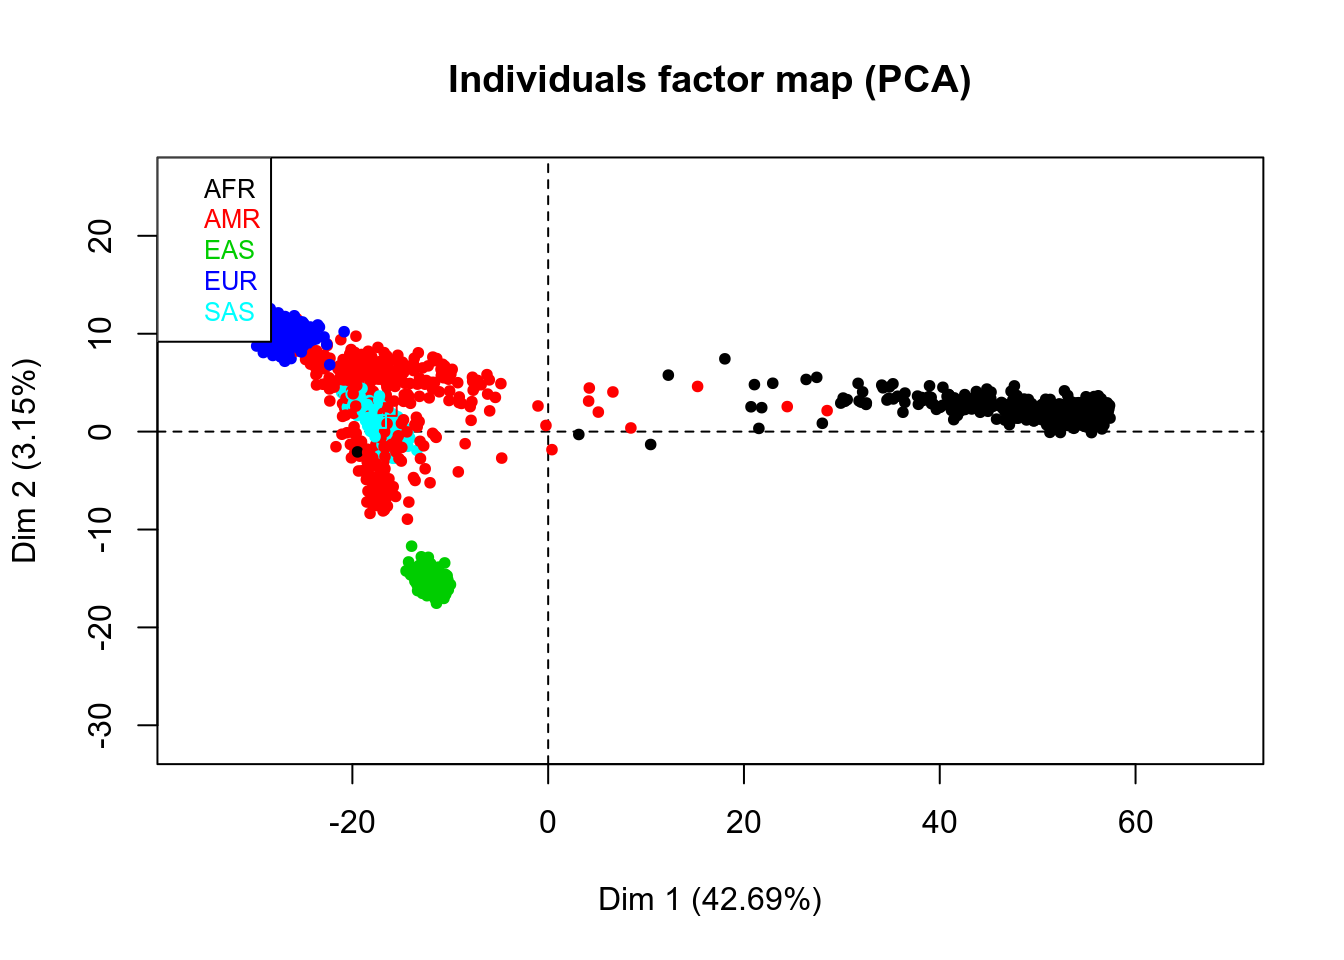 Individuals factor map (PCA)
AFR
AMR
EAS
EUR
SAS
20
10
0
-10
-20
-30
Dim 2 (3.15%)
-20 0 20 40 60
Dim 1 (42.69%)